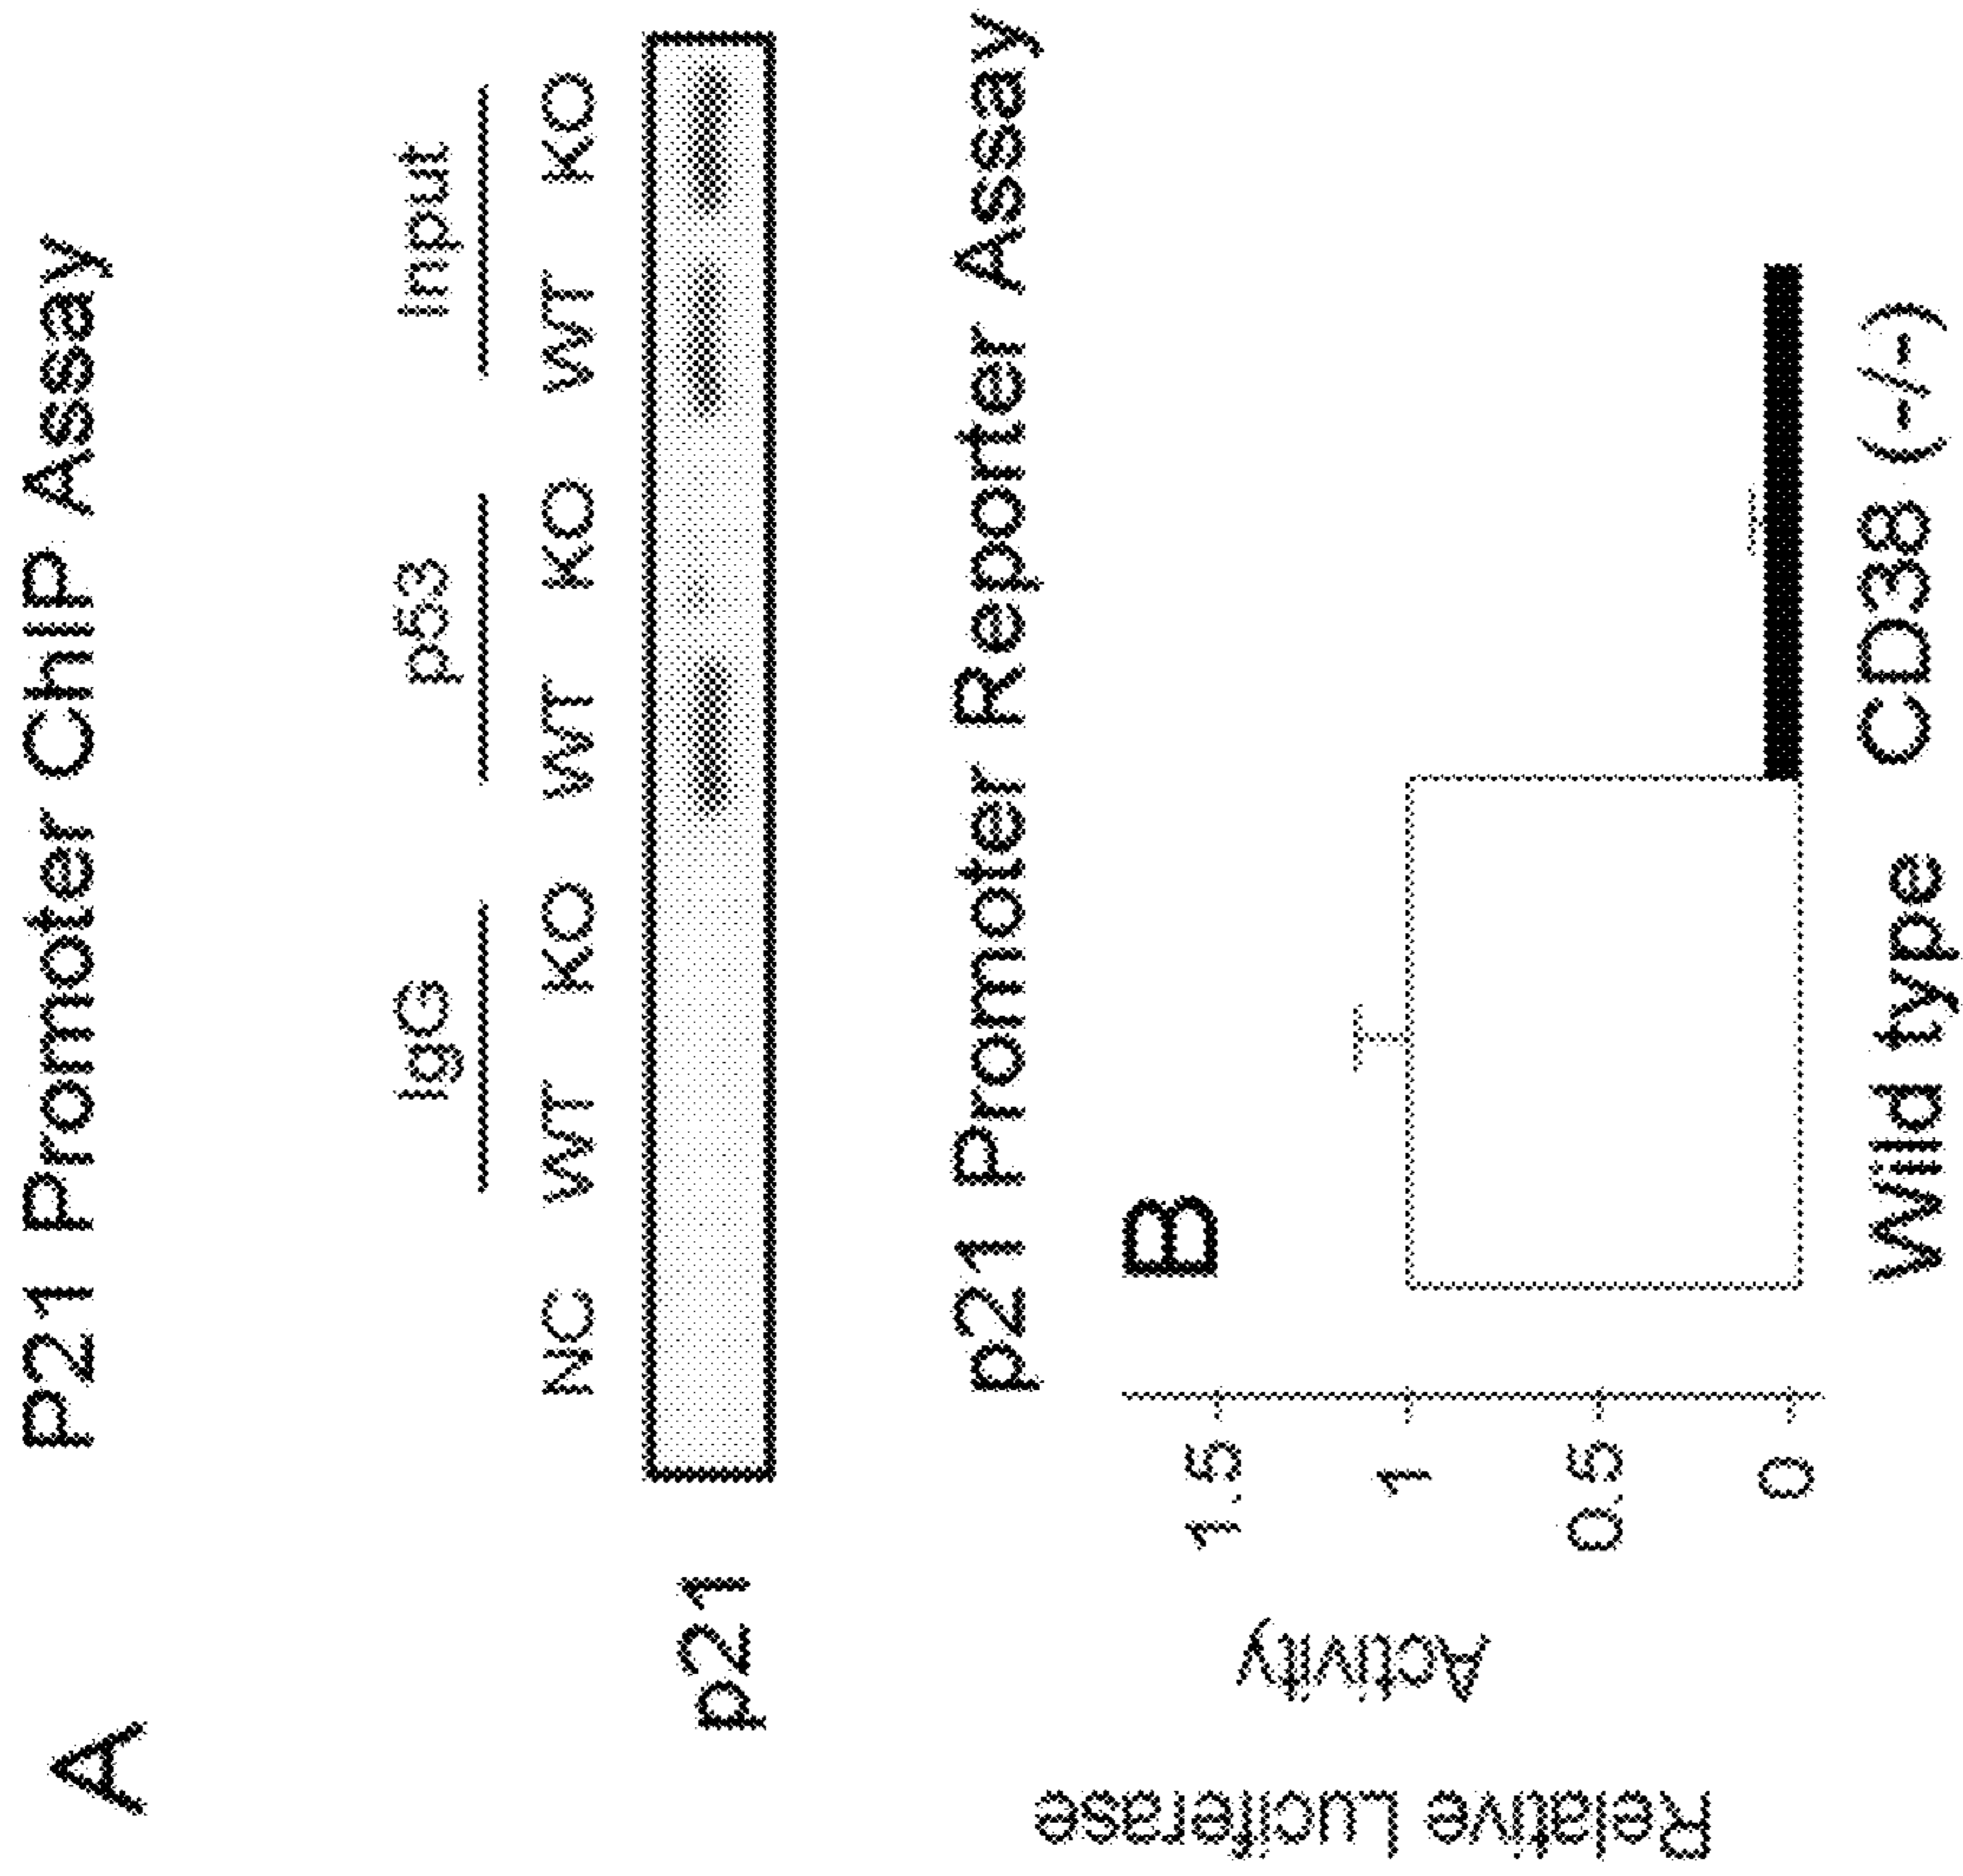 A
P21 Promoter ChIP Assay
IgG p53 Input
NC WT KO WT KO WT KO
p21
p21 Promoter Reporter Assay
B
Relative Luciferase
Activity
1.5
1
0.5
0
Wild type CD38 (-/-)